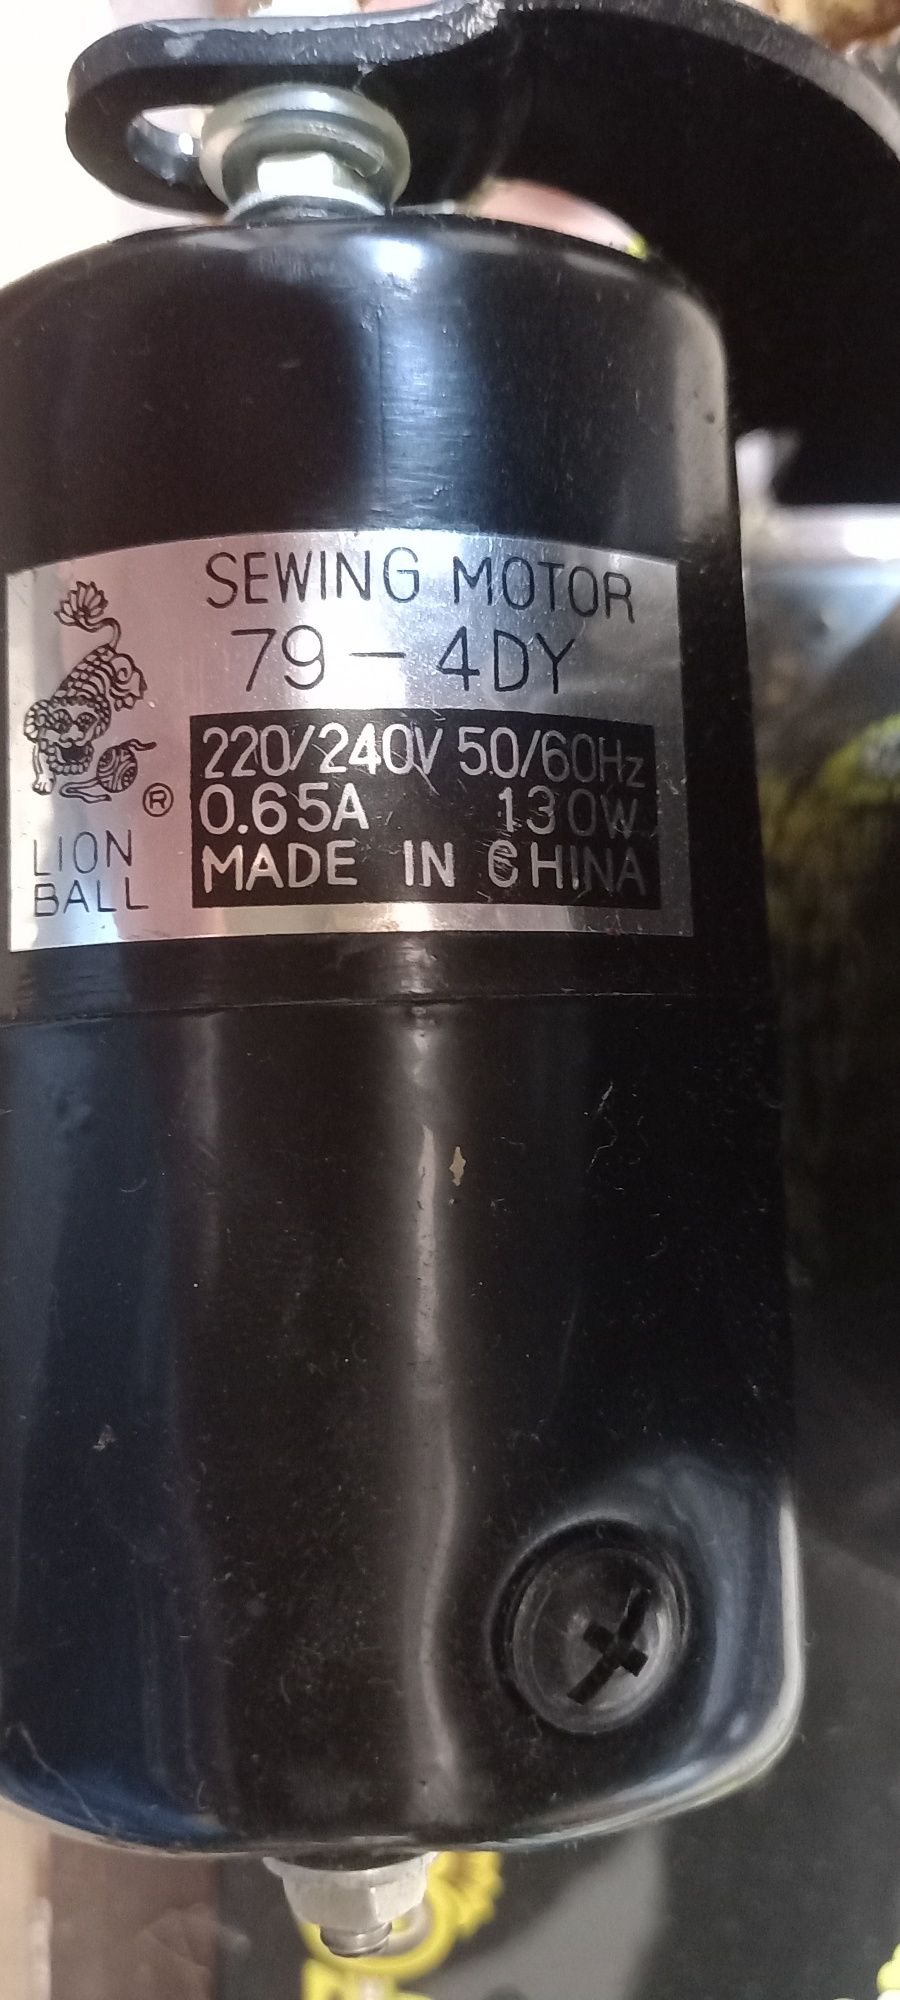 SEWING MOTOR
79-4DY
220/240V 50/60Hz
0.65A 130W
MADE IN CHINA
®
LION
BALL